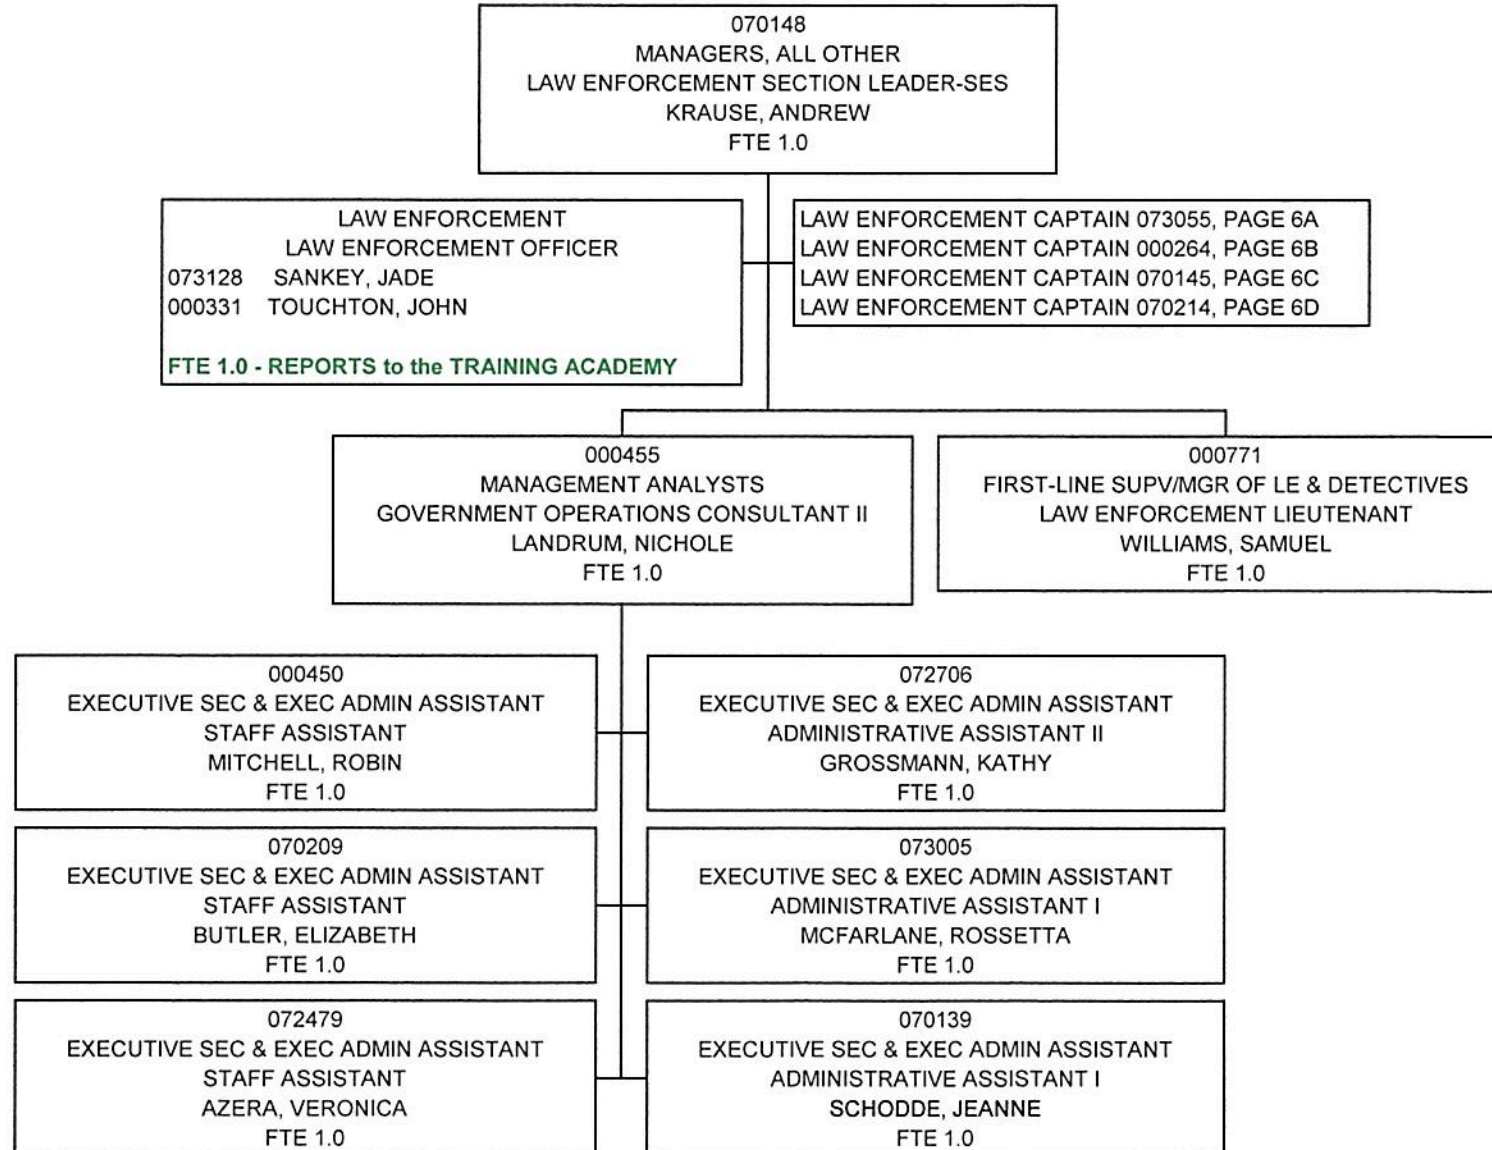 070148
MANAGERS, ALL OTHER
LAW ENFORCEMENT SECTION LEADER-SES
KRAUSE, ANDREW
FTE 1.0
LAW ENFORCEMENT
LAW ENFORCEMENT OFFICER
073128 SANKEY, JADE
000331 TOUCHTON, JOHN
FTE 1.0 - REPORTS to the TRAINING ACADEMY
LAW ENFORCEMENT CAPTAIN 073055, PAGE 6A
LAW ENFORCEMENT CAPTAIN 000264, PAGE 6B
LAW ENFORCEMENT CAPTAIN 070145, PAGE 6C
LAW ENFORCEMENT CAPTAIN 070214, PAGE 6D
000455
MANAGEMENT ANALYSTS
GOVERNMENT OPERATIONS CONSULTANT II
LANDRUM, NICHOLE
FTE 1.0
000771
FIRST-LINE SUPV/MGR OF LE & DETECTIVES
LAW ENFORCEMENT LIEUTENANT
WILLIAMS, SAMUEL
FTE 1.0
000450
EXECUTIVE SEC & EXEC ADMIN ASSISTANT
STAFF ASSISTANT
MITCHELL, ROBIN
FTE 1.0
072706
EXECUTIVE SEC & EXEC ADMIN ASSISTANT
ADMINISTRATIVE ASSISTANT II
GROSSMANN, KATHY
FTE 1.0
070209
EXECUTIVE SEC & EXEC ADMIN ASSISTANT
STAFF ASSISTANT
BUTLER, ELIZABETH
FTE 1.0
073005
EXECUTIVE SEC & EXEC ADMIN ASSISTANT
ADMINISTRATIVE ASSISTANT I
MCFARLANE, ROSSETTA
FTE 1.0
072479
EXECUTIVE SEC & EXEC ADMIN ASSISTANT
STAFF ASSISTANT
AZERA, VERONICA
FTE 1.0
070139
EXECUTIVE SEC & EXEC ADMIN ASSISTANT
ADMINISTRATIVE ASSISTANT I
SCHODDE, JEANNE
FTE 1.0